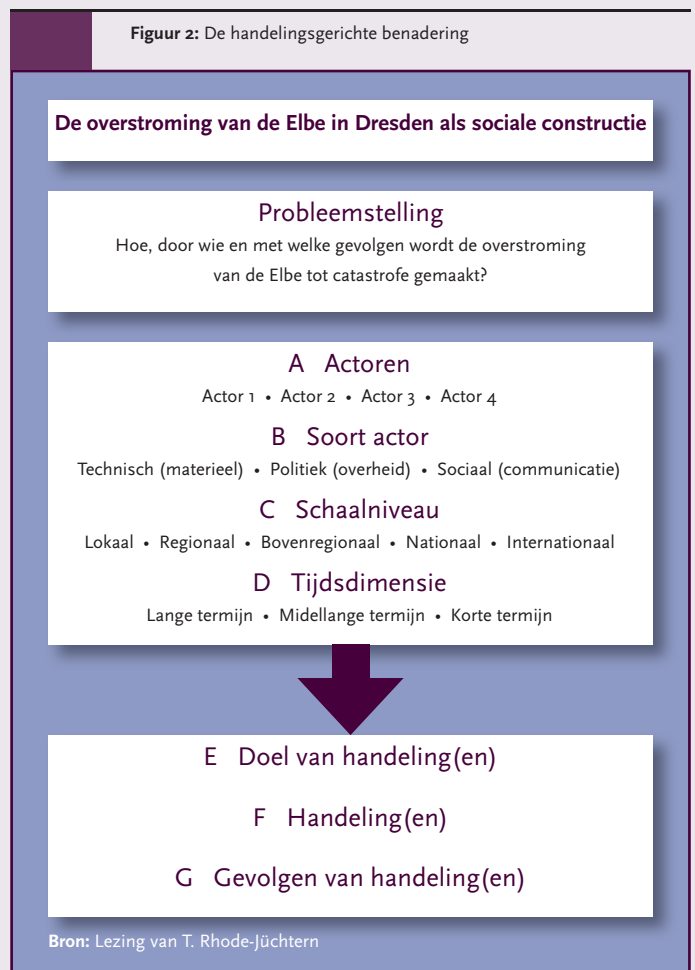 Figuur 2: De handelingsgerichte benadering
De overstroming van de Elbe in Dresden als sociale constructie
Probleemstelling
Hoe, door wie en met welke gevolgen wordt de overstroming
van de Elbe tot catastrofe gemaakt?
A Actoren
Actor 1 • Actor 2 • Actor 3 • Actor 4
B Soort actor
Technisch (materieel) • Politiek (overheid) • Sociaal (communicatie)
C Schaalniveau
Lokaal • Regionaal • Bovenregionaal • Nationaal • Internationaal
D Tijdsdimensie
Lange termijn • Midellange termijn • Korte termijn
E Doel van handeling(en)
F Handeling(en)
G Gevolgen van handeling(en)
Bron: Lezing van T. Rhode-Jüchtern